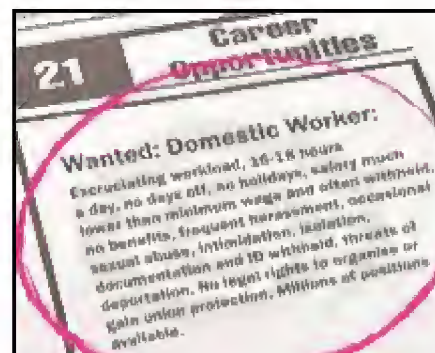 Career
21
Opportunities
Wanted: Domestic Worker:
Excruciating workload, 16-18 hours
a day, no days off, no holidays, salary much
lower than minimum wage and often withheld,
no benefits, frequent harassment, occasional
sexual abuse, intimidation, isolation,
documentation and ID withheld, threats of
deportation. No legal rights to organise or
gain union protection. Millions of positions
available.